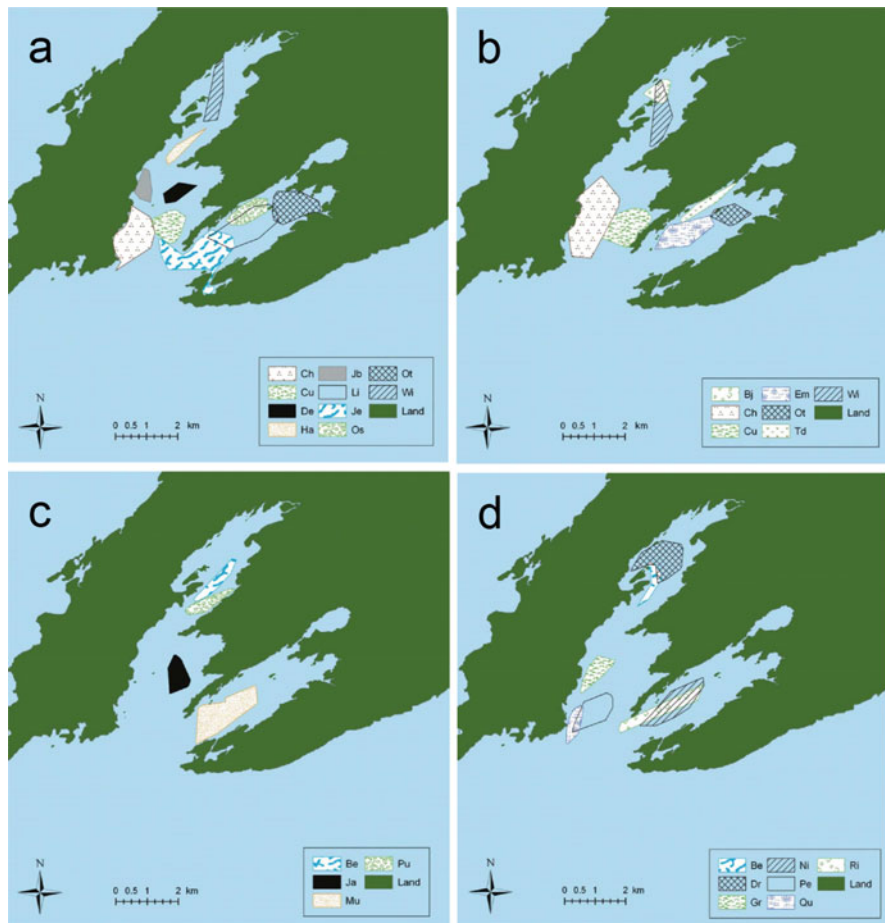 a
Ch Jb Ot
Cu Li Wi
De Je Land
Ha Os
N
0 0.5 1 2 km
b
Bj Em Wi
Ch Ot Land
Cu Td
N
0 0.5 1 2 km
c
Be Pu
Ja Land
Mu
N
0 0.5 1 2 km
d
Be Ni Ri
Dr Pe Land
Gr Qu
N
0 0.5 1 2 km